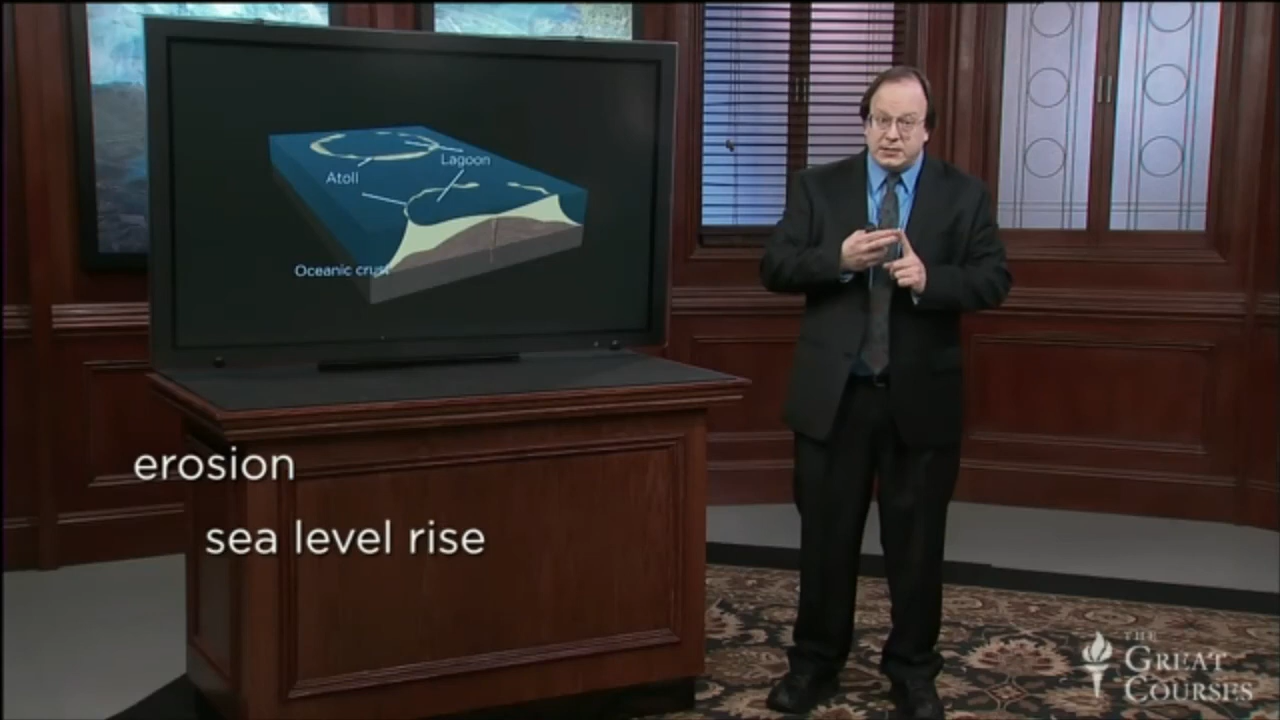 Lagoon
Atoll
Oceanic crust
erosion
sea level rise
THE
GREAT
COURSES